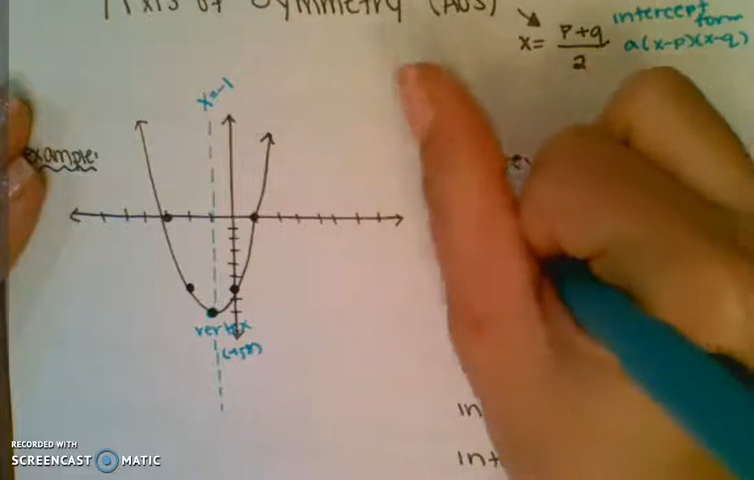 Axis of Symmetry (AOS)
x = p+q / 2
intercept form
a(x-p)(x-q)
x=-1
example:
vertex
RECORDED WITH
SCREENCAST MATIC